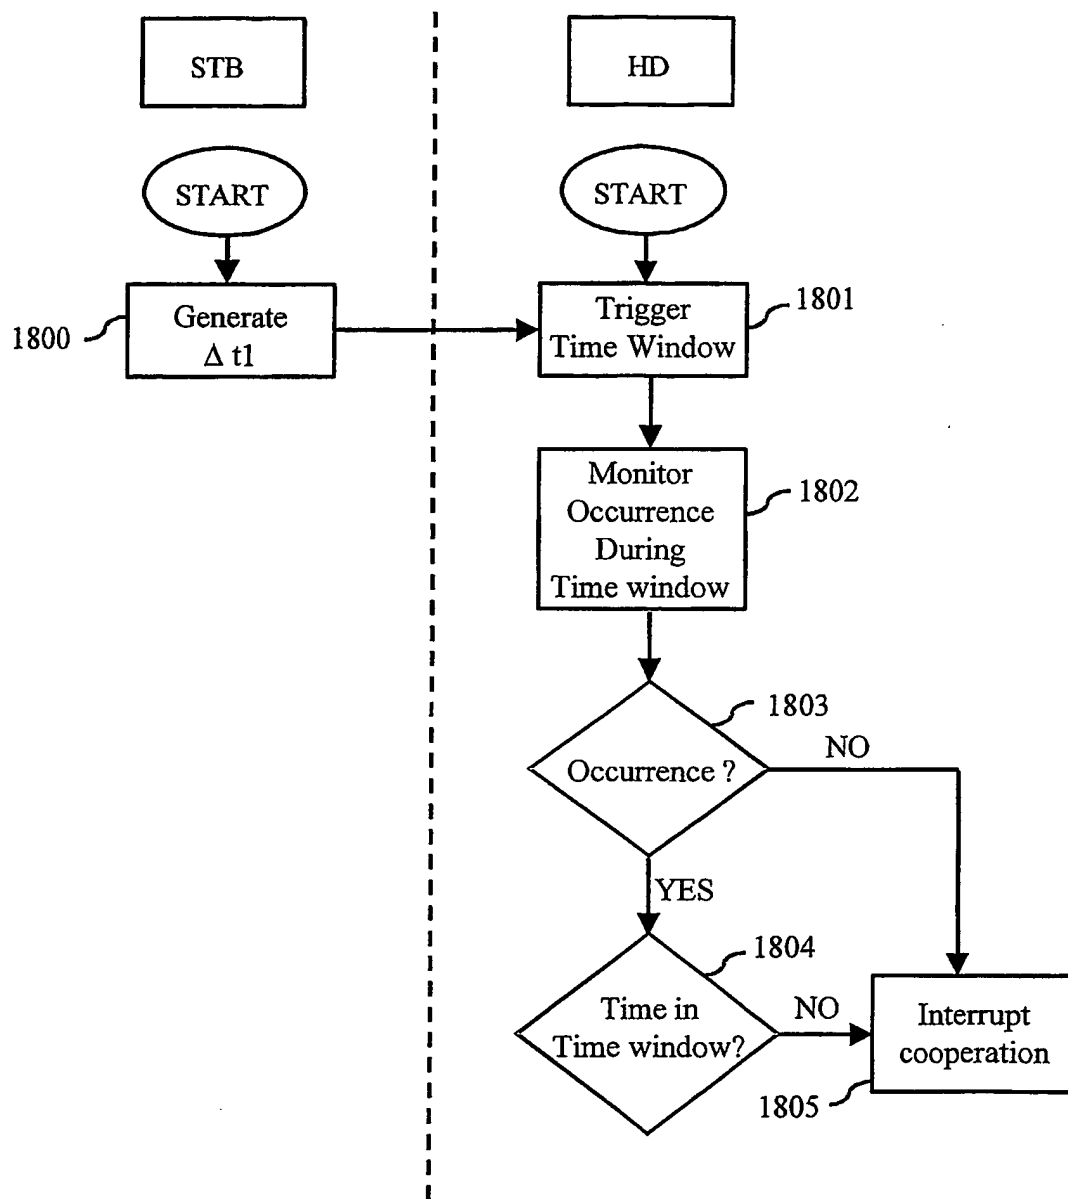 STB
HD
START
START
1800
Generate
Δ t1
Trigger
Time Window
1801
Monitor
Occurrence
During
Time window
1802
1803
Occurrence ?
NO
YES
1804
Time in
Time window?
NO
Interrupt
cooperation
1805